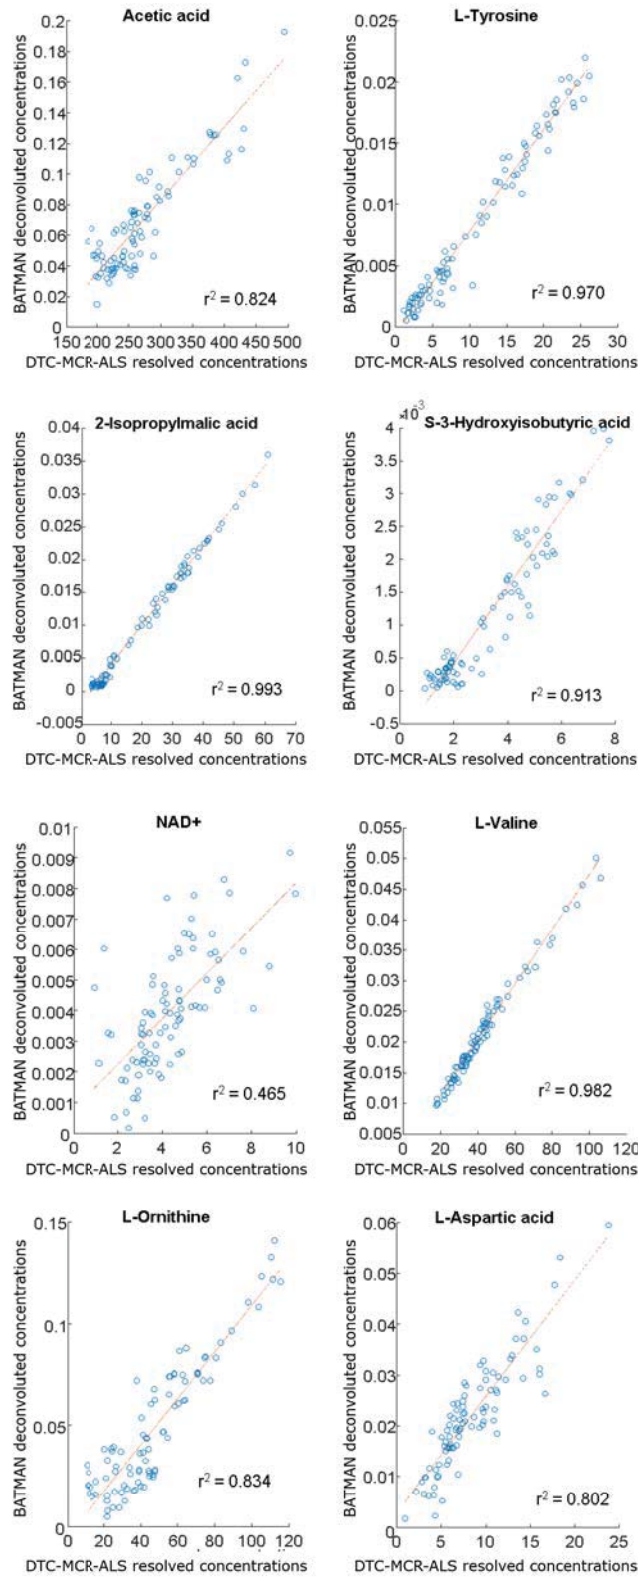 Acetic acid
BATMAN deconvoluted concentrations
0.2
0.18
0.16
0.14
0.12
0.1
0.08
0.06
0.04
0.02
0
r² = 0.824
150 200 250 300 350 400 450 500
DTC-MCR-ALS resolved concentrations
L-Tyrosine
BATMAN deconvoluted concentrations
0.025
0.02
0.015
0.01
0.005
0
r² = 0.970
0 5 10 15 20 25 30
DTC-MCR-ALS resolved concentrations
2-Isopropylmalic acid
BATMAN deconvoluted concentrations
0.04
0.035
0.03
0.025
0.02
0.015
0.01
0.005
0
-0.005
r² = 0.993
0 10 20 30 40 50 60 70
DTC-MCR-ALS resolved concentrations
×10⁻³
S-3-Hydroxyisobutyric acid
BATMAN deconvoluted concentrations
4
3.5
3
2.5
2
1.5
1
0.5
0
-0.5
r² = 0.913
0 2 4 6 8
DTC-MCR-ALS resolved concentrations
NAD+
BATMAN deconvoluted concentrations
0.01
0.009
0.008
0.007
0.006
0.005
0.004
0.003
0.002
0.001
0
r² = 0.465
0 2 4 6 8 10
DTC-MCR-ALS resolved concentrations
L-Valine
BATMAN deconvoluted concentrations
0.055
0.05
0.045
0.04
0.035
0.03
0.025
0.02
0.015
0.01
0.005
r² = 0.982
0 20 40 60 80 100 120
DTC-MCR-ALS resolved concentrations
L-Ornithine
BATMAN deconvoluted concentrations
0.15
0.1
0.05
0
r² = 0.834
0 20 40 60 80 100 120
DTC-MCR-ALS resolved concentrations
L-Aspartic acid
BATMAN deconvoluted concentrations
0.06
0.05
0.04
0.03
0.02
0.01
0
r² = 0.802
0 5 10 15 20 25
DTC-MCR-ALS resolved concentrations